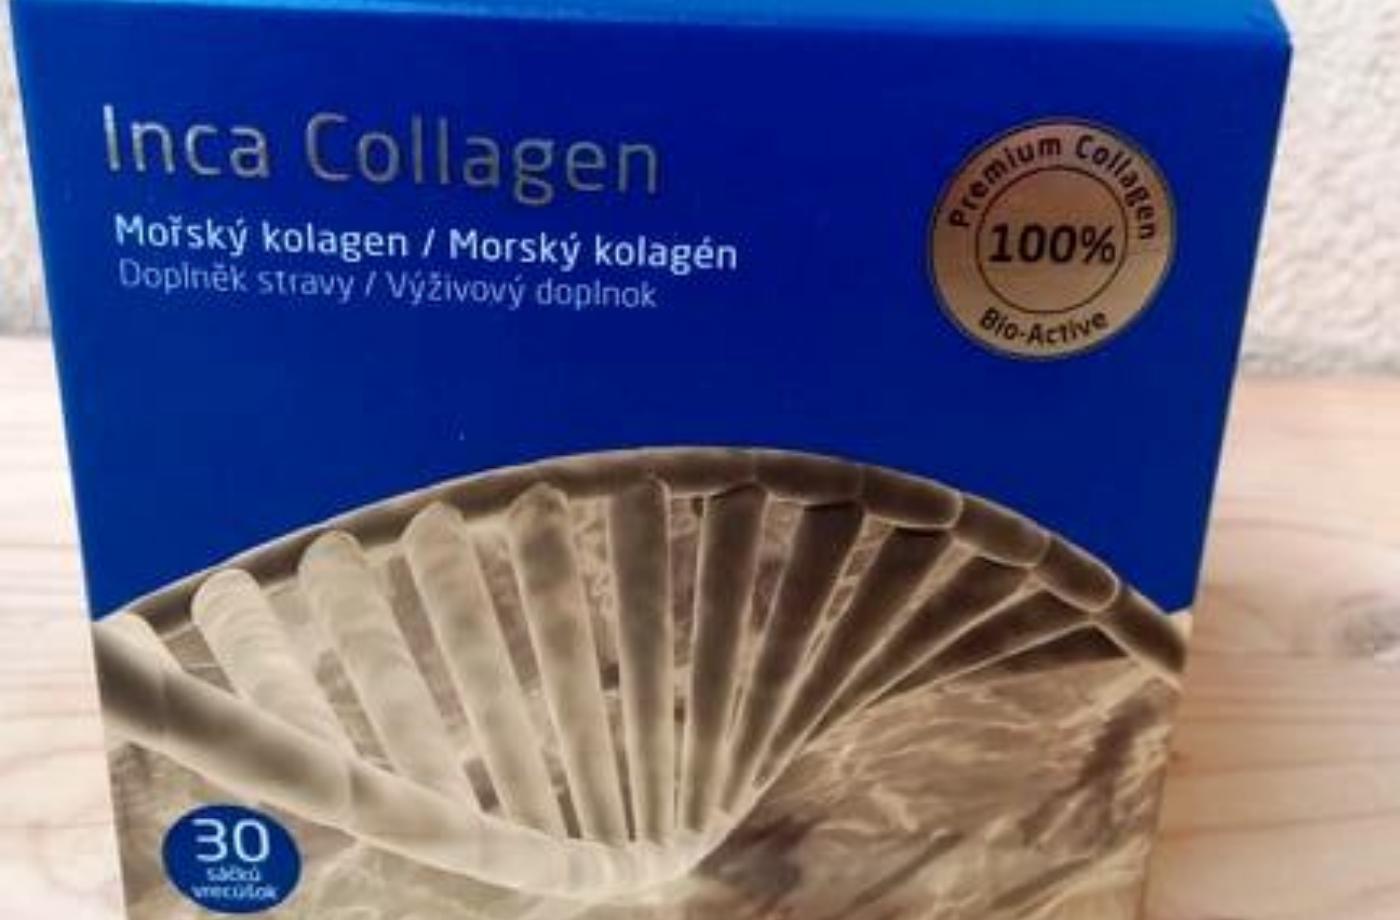 Inca Collagen
Mořský kolagen / Morský kolagén
Doplněk stravy / Výživový doplnok
Premium Collagen
100%
Bio-Active
30
sáčků
vrecúšok